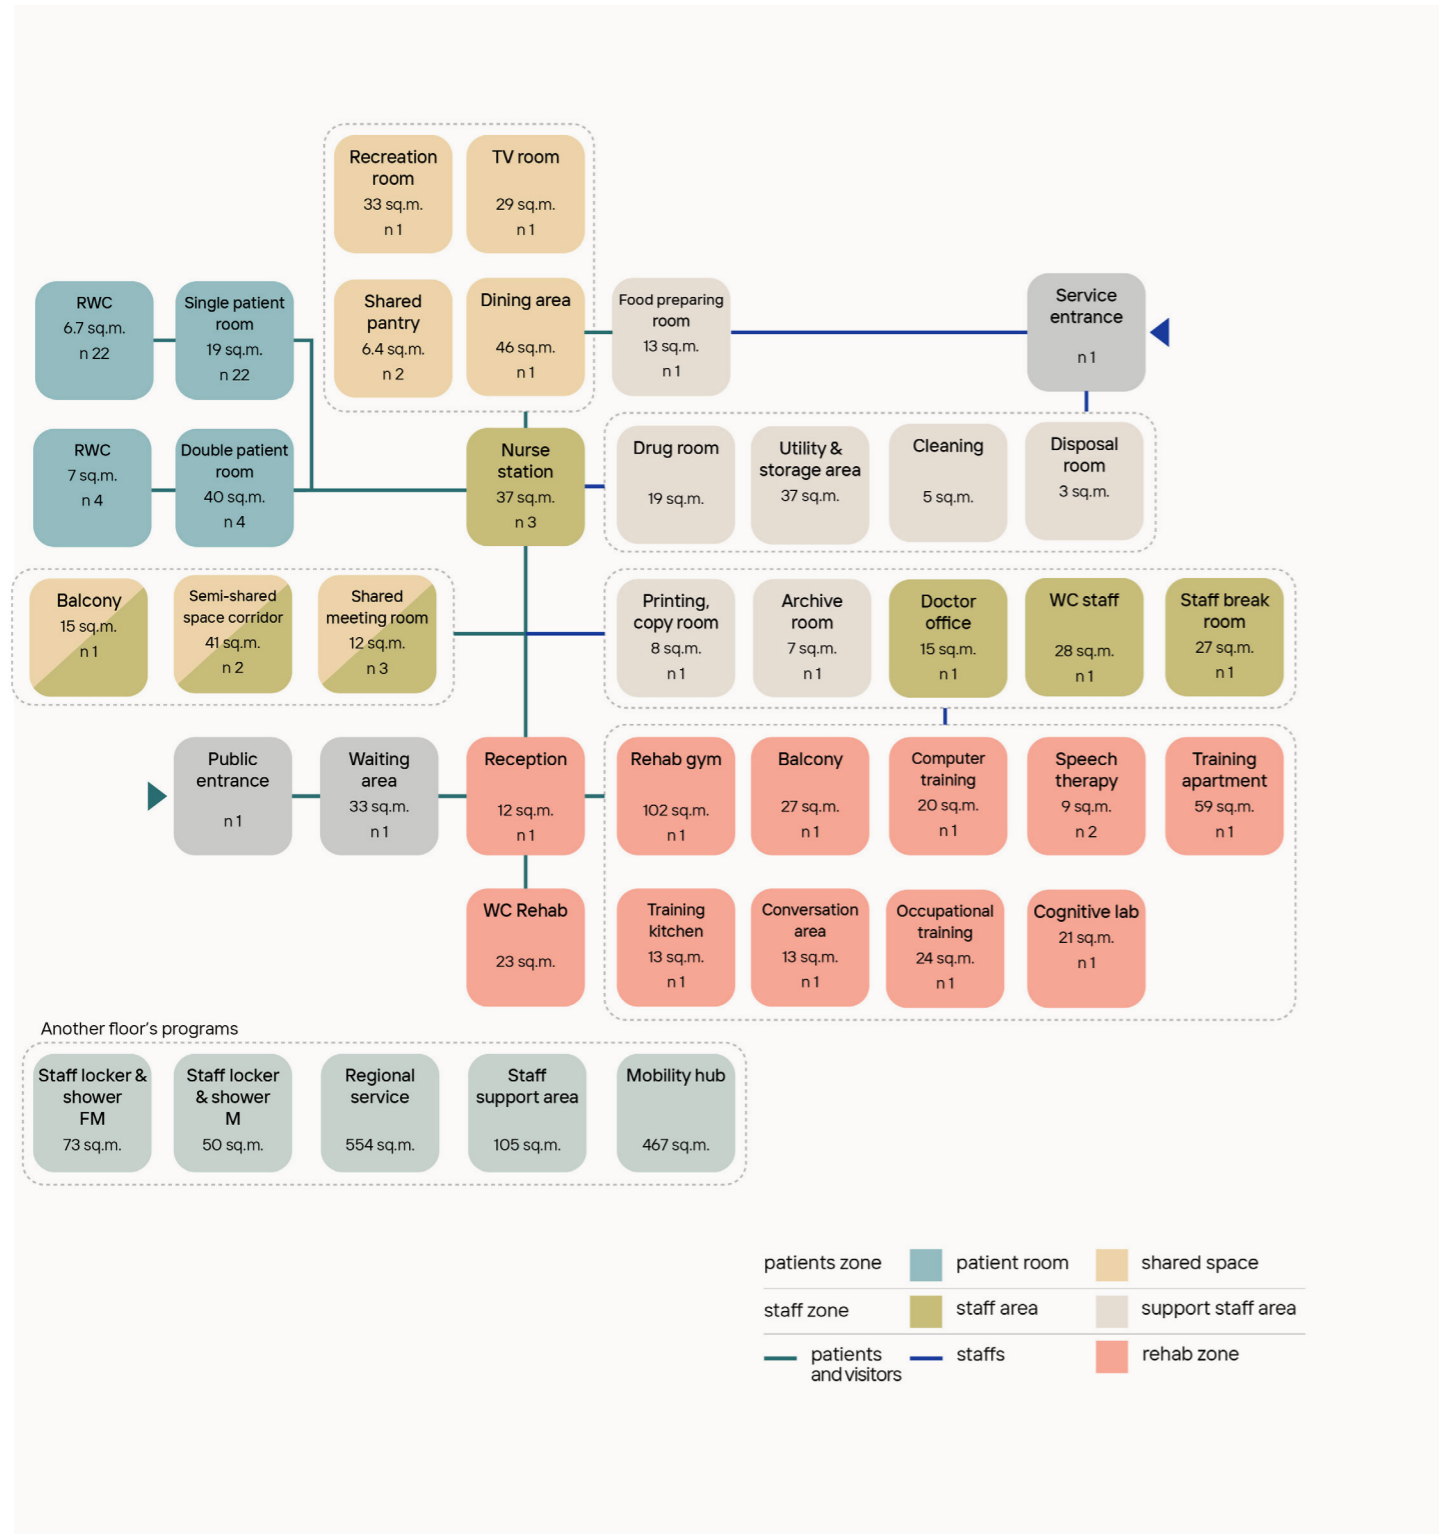 Recreation
room
33 sq.m.
n 1
TV room
29 sq.m.
n 1
RWC
6.7 sq.m.
n 22
Single patient
room
19 sq.m.
n 22
Shared
pantry
6.4 sq.m.
n 2
Dining area
46 sq.m.
n 1
Food preparing
room
13 sq.m.
n 1
Service
entrance
n 1
RWC
7 sq.m.
n 4
Double patient
room
40 sq.m.
n 4
Nurse
station
37 sq.m.
n 3
Drug room
19 sq.m.
Utility &
storage area
37 sq.m.
Cleaning
5 sq.m.
Disposal
room
3 sq.m.
Balcony
15 sq.m.
n 1
Semi-shared
space corridor
41 sq.m.
n 2
Shared
meeting room
12 sq.m.
n 3
Printing,
copy room
8 sq.m.
n 1
Archive
room
7 sq.m.
n 1
Doctor
office
15 sq.m.
n 1
WC staff
28 sq.m.
n 1
Staff break
room
27 sq.m.
n 1
Public
entrance
n 1
Waiting
area
33 sq.m.
n 1
Reception
12 sq.m.
n 1
Rehab gym
102 sq.m.
n 1
Balcony
27 sq.m.
n 1
Computer
training
20 sq.m.
n 1
Speech
therapy
9 sq.m.
n 2
Training
apartment
59 sq.m.
n 1
WC Rehab
23 sq.m.
Training
kitchen
13 sq.m.
n 1
Conversation
area
13 sq.m.
n 1
Occupational
training
24 sq.m.
n 1
Cognitive lab
21 sq.m.
n 1
Another floor's programs
Staff locker &
shower
FM
73 sq.m.
Staff locker
& shower
M
50 sq.m.
Regional
service
554 sq.m.
Staff
support area
105 sq.m.
Mobility hub
467 sq.m.
patients zone
patient room
shared space
staff zone
staff area
support staff area
patients
and visitors
staffs
rehab zone